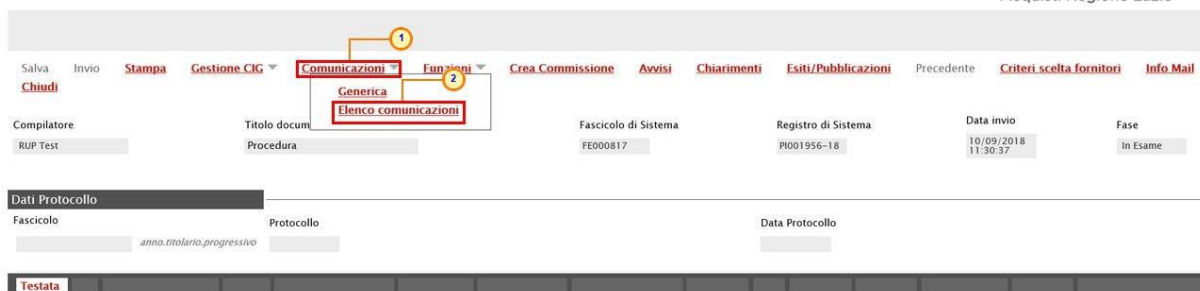 Acquisti Regione Lazio
1
Salva Invio Stampa Gestione CIG Comunicazioni Funzioni Crea Commissione Avvisi Chiarimenti Esiti/Pubblicazioni Precedente Criteri scelta fornitori Info Mail
Chiudi
2
Generica
Elenco comunicazioni
Compilatore Titolo docum Fascicolo di Sistema Registro di Sistema Data invio Fase
RUP Test Procedura FE000817 PI001956-18 10/09/2018 In Esame
11:30:37
Dati Protocollo
Fascicolo Protocollo Data Protocollo
anno.titolario.progressivo
Testata